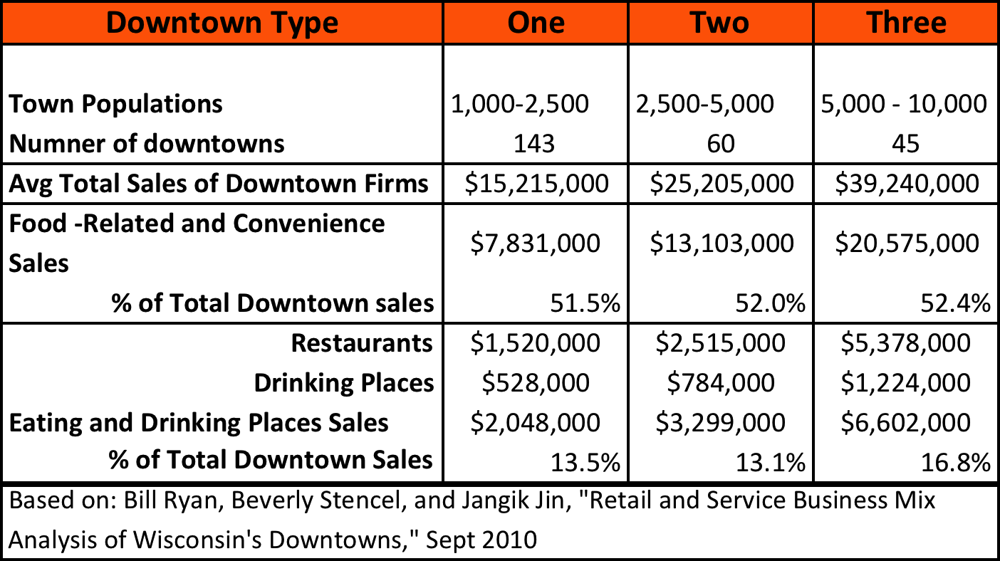 Downtown Type One Two Three
Town Populations 1,000-2,500 2,500-5,000 5,000 - 10,000
Numner of downtowns 143 60 45
Avg Total Sales of Downtown Firms $15,215,000 $25,205,000 $39,240,000
Food -Related and Convenience
Sales $7,831,000 $13,103,000 $20,575,000
% of Total Downtown sales 51.5% 52.0% 52.4%
Restaurants $1,520,000 $2,515,000 $5,378,000
Drinking Places $528,000 $784,000 $1,224,000
Eating and Drinking Places Sales $2,048,000 $3,299,000 $6,602,000
% of Total Downtown Sales 13.5% 13.1% 16.8%
Based on: Bill Ryan, Beverly Stencel, and Jangik Jin, "Retail and Service Business Mix
Analysis of Wisconsin's Downtowns," Sept 2010